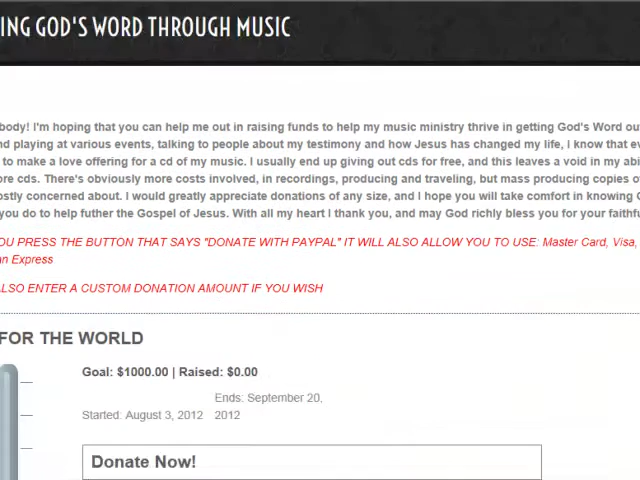 ING GOD'S WORD THROUGH MUSIC
body! I'm hoping that you can help me out in raising funds to help my music ministry thrive in getting God's Word ou
nd playing at various events, talking to people about my testimony and how Jesus has changed my life, i know that ev
to make a love offering for a cd of my music. I usually end up giving out cds for free, and this leaves a void in my abi
ore cds. There's obviously more costs involved, in recordings, producing and traveling, but mass producing copies o
ostly concerned about. I would greatly appreciate donations of any size, and I hope you will take comfort in knowing G
you do to help futher the Gospel of Jesus. With all my heart I thank you, and may God richly bless you for your faithfu
OU PRESS THE BUTTON THAT SAYS "DONATE WITH PAYPAL" IT WILL ALSO ALLOW YOU TO USE: Master Card, Visa,
an Express
ALSO ENTER A CUSTOM DONATION AMOUNT IF YOU WISH
FOR THE WORLD
Goal: $1000.00 | Raised: $0.00
Started: August 3, 2012
Ends: September 20,
2012
Donate Now!